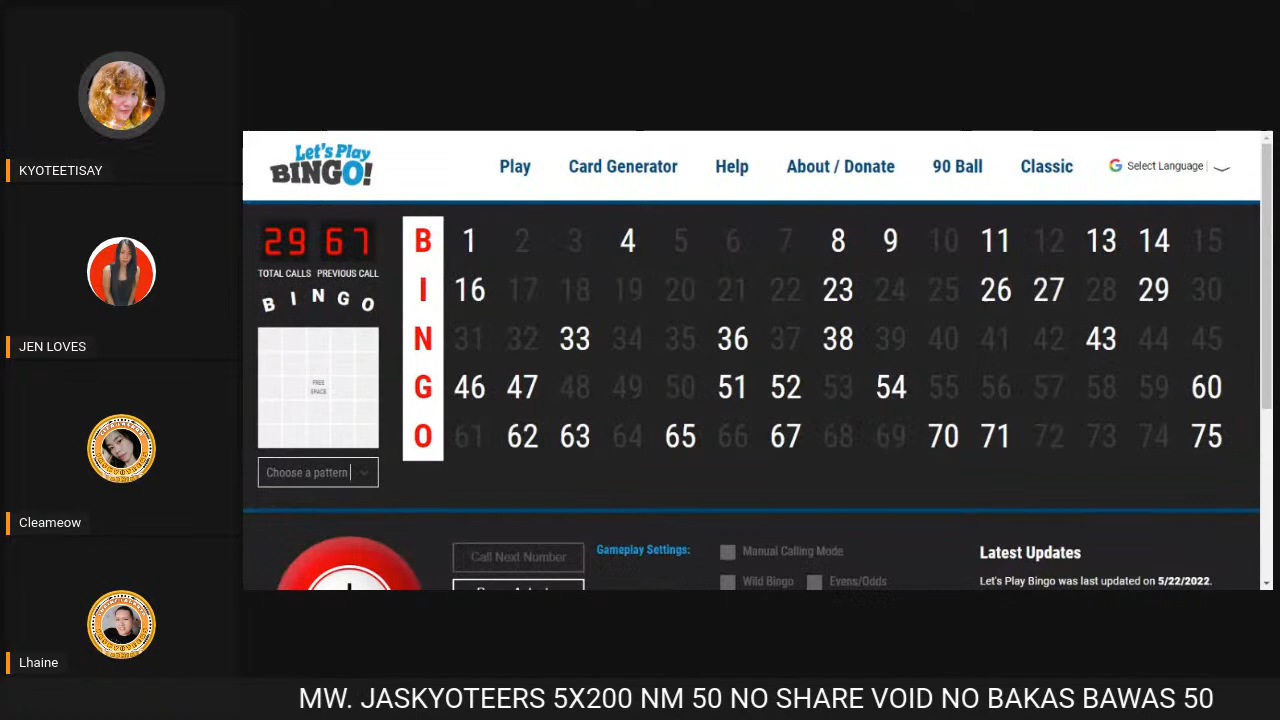 KYOTEETISAY
JEN LOVES
Cleameow
Lhaine
Let's Play
BINGO!
Play Card Generator Help About / Donate 90 Ball Classic Select Language
29 67
TOTAL CALLS PREVIOUS CALL
B I N G O
FREE
SPACE
Choose a pattern
B 1 2 3 4 5 6 7 8 9 10 11 12 13 14 15
I 16 17 18 19 20 21 22 23 24 25 26 27 28 29 30
N 31 32 33 34 35 36 37 38 39 40 41 42 43 44 45
G 46 47 48 49 50 51 52 53 54 55 56 57 58 59 60
O 61 62 63 64 65 66 67 68 69 70 71 72 73 74 75
Call Next Number
Gameplay Settings:
Manual Calling Mode
Wild Bingo Evens/Odds
Latest Updates
Let's Play Bingo was last updated on 5/22/2022.
MW. JASKYOTEERS 5X200 NM 50 NO SHARE VOID NO BAKAS BAWAS 50